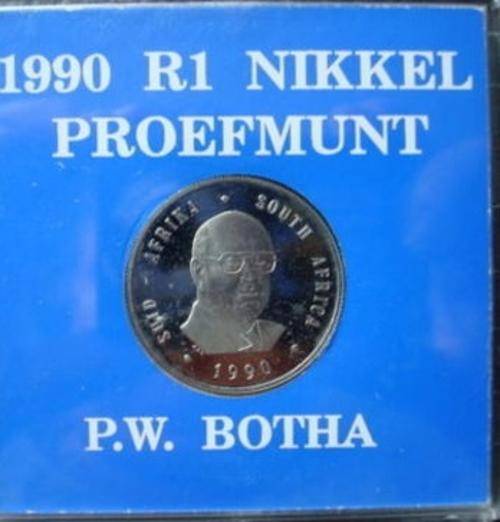 1990 R1 NIKKEL
PROEFMUNT
SUID - AFRIKA · SOUTH AFRICA
· 1990 ·
P.W. BOTHA